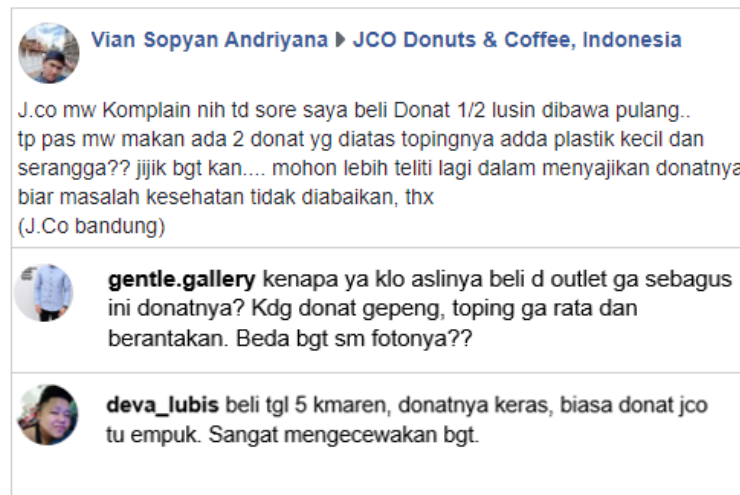 Vian Sopyan Andriyana ▶ JCO Donuts & Coffee, Indonesia
J.co mw Komplain nih td sore saya beli Donat 1/2 lusin dibawa pulang..
tp pas mw makan ada 2 donat yg diatas topingnya adda plastik kecil dan
serangga?? jijik bgt kan.... mohon lebih teliti lagi dalam menyajikan donatnya
biar masalah kesehatan tidak diabaikan, thx
(J.Co bandung)
gentle.gallery kenapa ya klo aslinya beli d outlet ga sebagus
ini donatnya? Kdg donat gepeng, toping ga rata dan
berantakan. Beda bgt sm fotonya??
deva_lubis beli tgl 5 kmaren, donatnya keras, biasa donat jco
tu empuk. Sangat mengecewakan bgt.